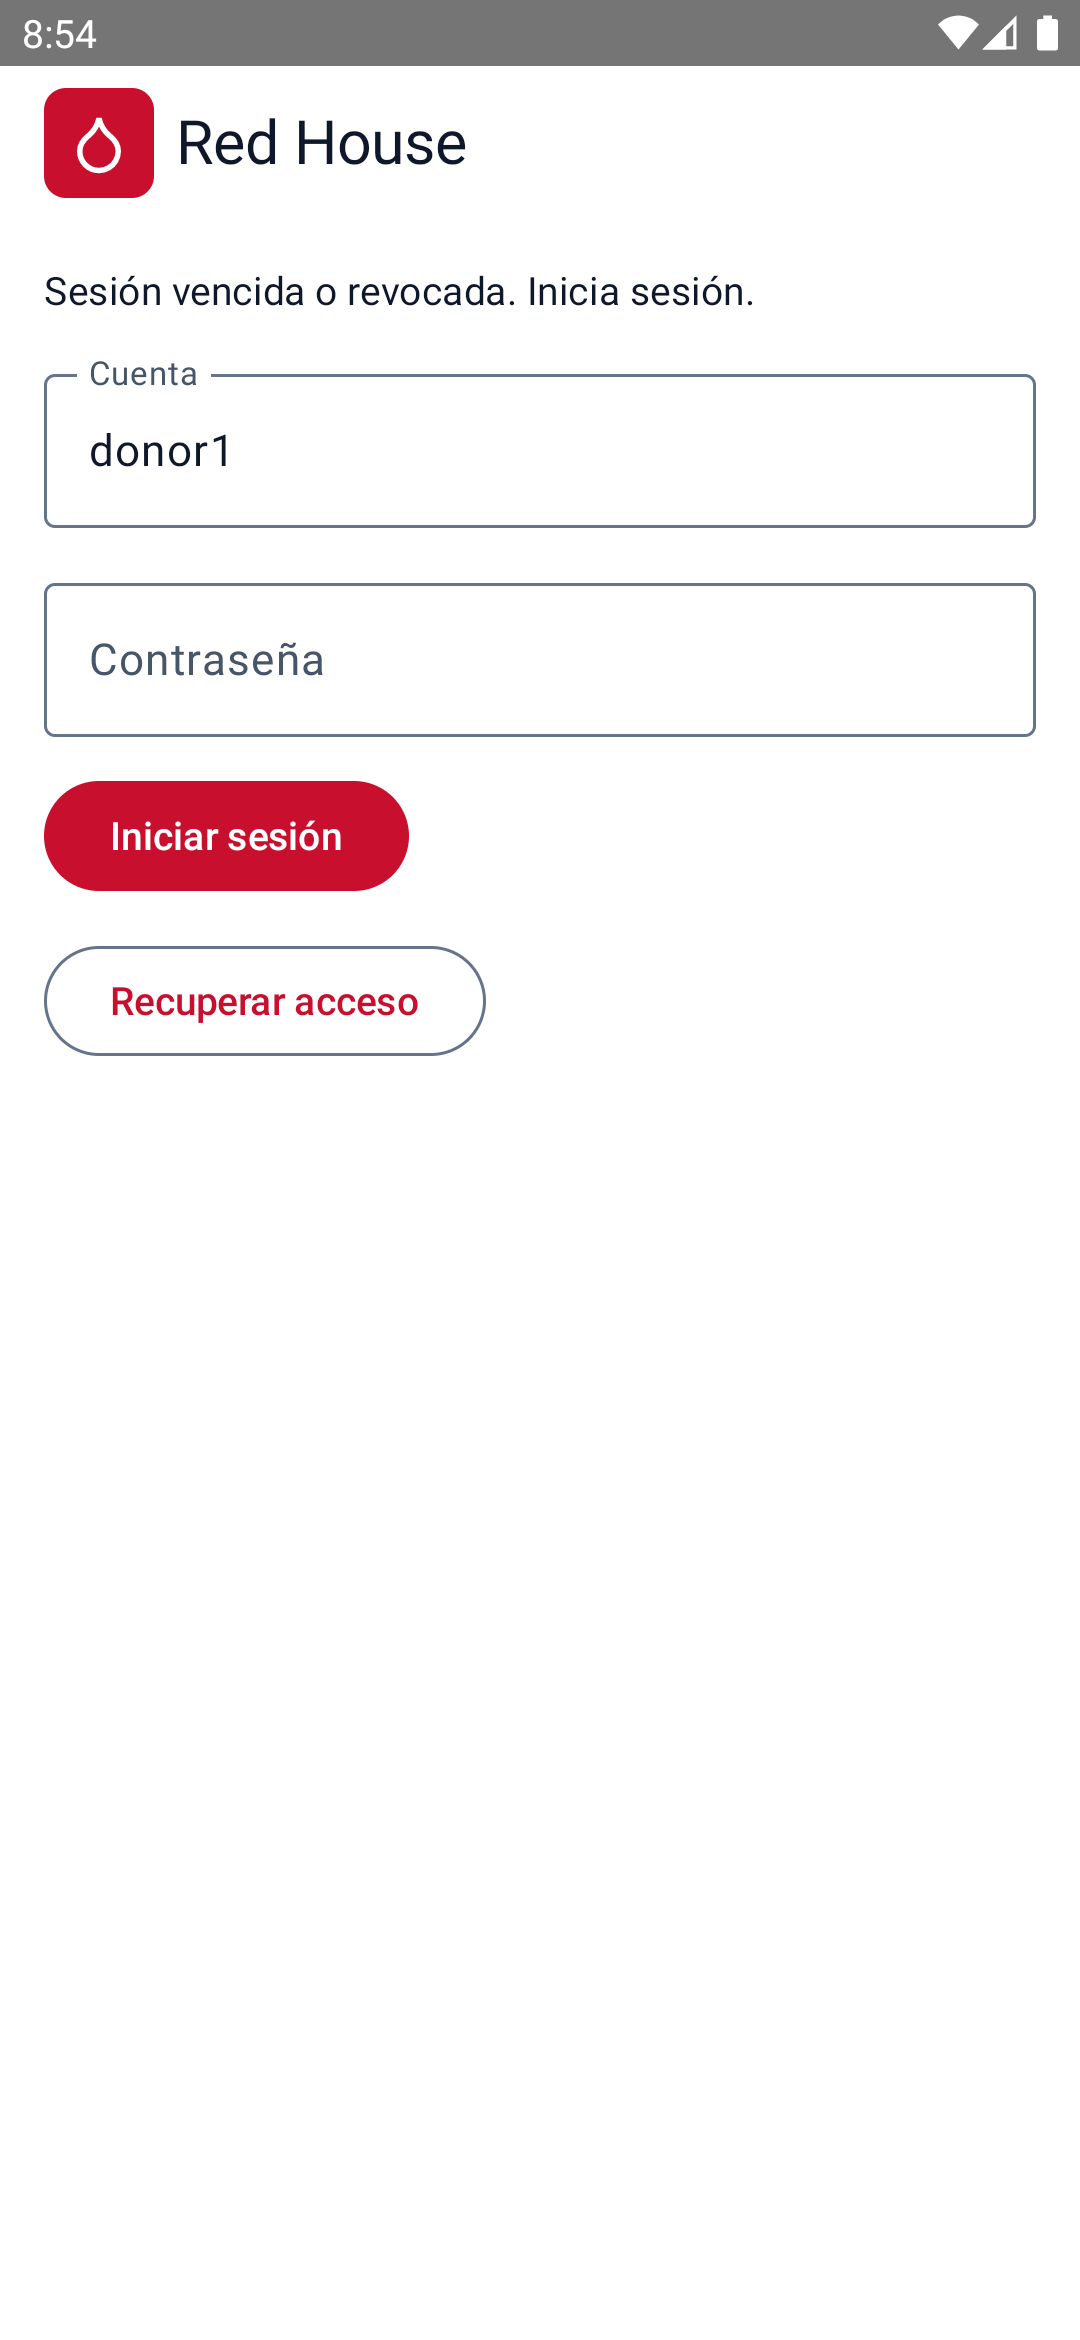 8:54
Red House
Sesión vencida o revocada. Inicia sesión.
Cuenta
donor1
Contraseña
Iniciar sesión
Recuperar acceso